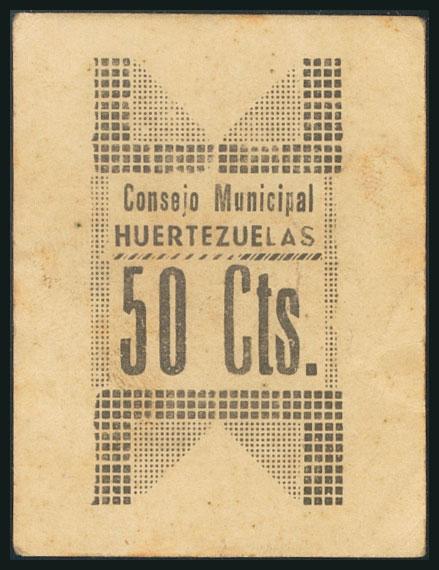 Consejo Municipal
HUERTEZUELAS
50 Cts.